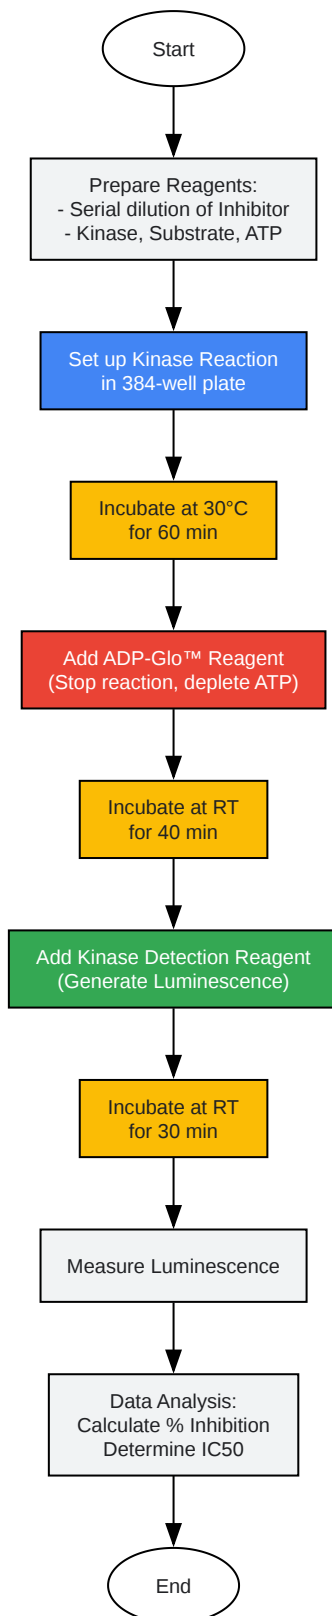 Start
Prepare Reagents:
- Serial dilution of Inhibitor
- Kinase, Substrate, ATP
Set up Kinase Reaction
in 384-well plate
Incubate at 30°C
for 60 min
Add ADP-Glo™ Reagent
(Stop reaction, deplete ATP)
Incubate at RT
for 40 min
Add Kinase Detection Reagent
(Generate Luminescence)
Incubate at RT
for 30 min
Measure Luminescence
Data Analysis:
Calculate % Inhibition
Determine IC50
End